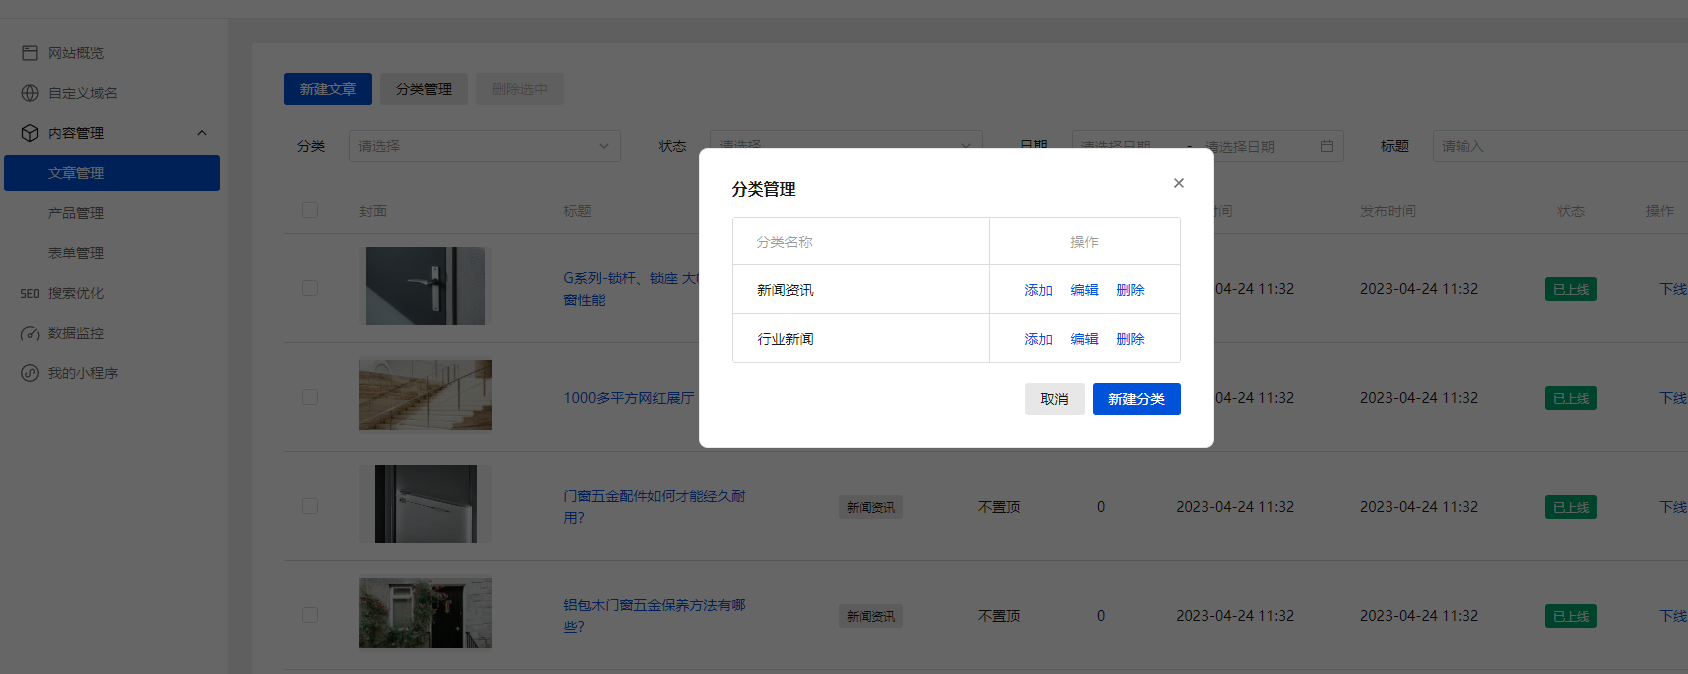 网站概览
自定义域名
内容管理
文章管理
产品管理
表单管理
SEO 搜索优化
数据监控
我的小程序
新建文章 分类管理 删除选中
分类 请选择 状态 请选择 日期 请选择日期 - 请选择日期 标题 请输入
封面 标题 时间 发布时间 状态 操作
G系列-锁杆、锁座
窗性能
04-24 11:32 2023-04-24 11:32 已上线 下线
1000多平方网红展厅 04-24 11:32 2023-04-24 11:32 已上线 下线
门窗五金配件如何才能经久耐
用? 新闻资讯 不置顶 0 2023-04-24 11:32 2023-04-24 11:32 已上线 下线
铝包木门窗五金保养方法有哪
些? 新闻资讯 不置顶 0 2023-04-24 11:32 2023-04-24 11:32 已上线 下线
分类管理
分类名称 操作
新闻资讯 添加 编辑 删除
行业新闻 添加 编辑 删除
取消 新建分类